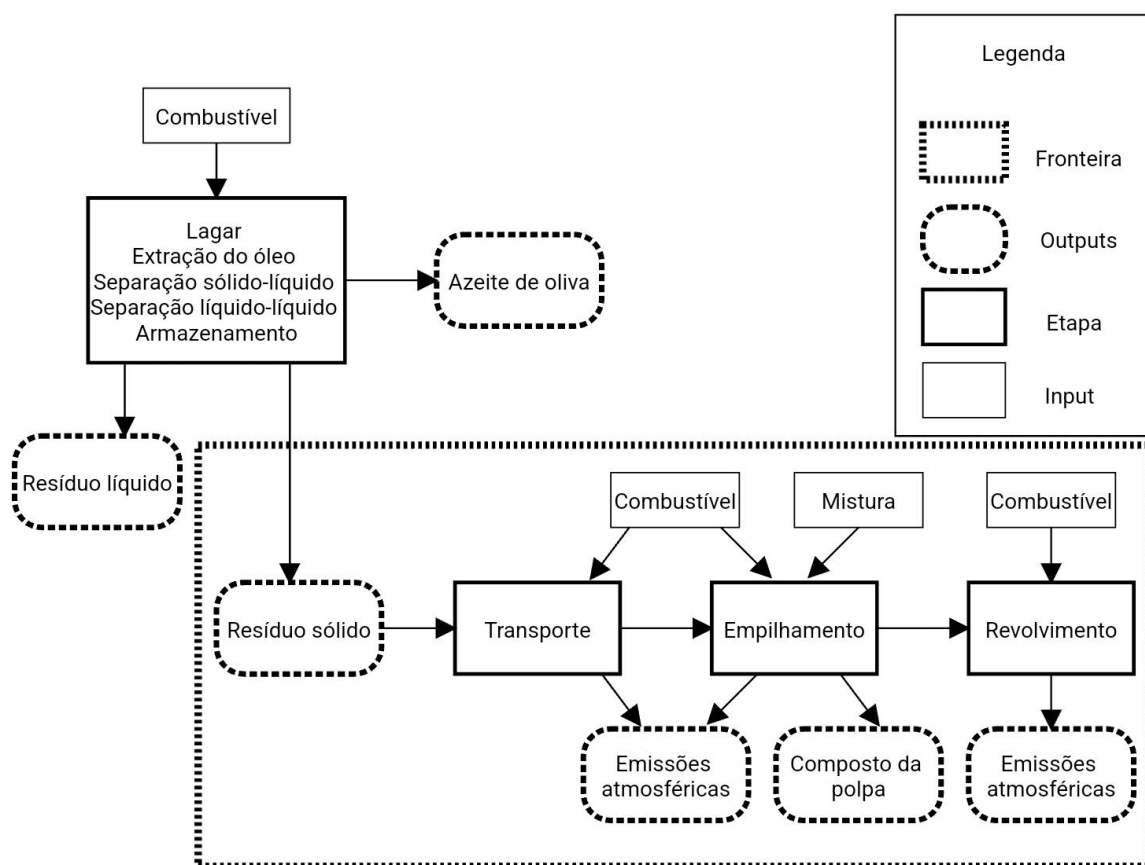 Legenda
Fronteira
Outputs
Etapa
Input
Combustível
Lagar
Extração do óleo
Separação sólido-líquido
Separação líquido-líquido
Armazenamento
Azeite de oliva
Resíduo líquido
Combustível
Mistura
Combustível
Resíduo sólido
Transporte
Empilhamento
Revolvimento
Emissões
atmosféricas
Composto da
polpa
Emissões
atmosféricas